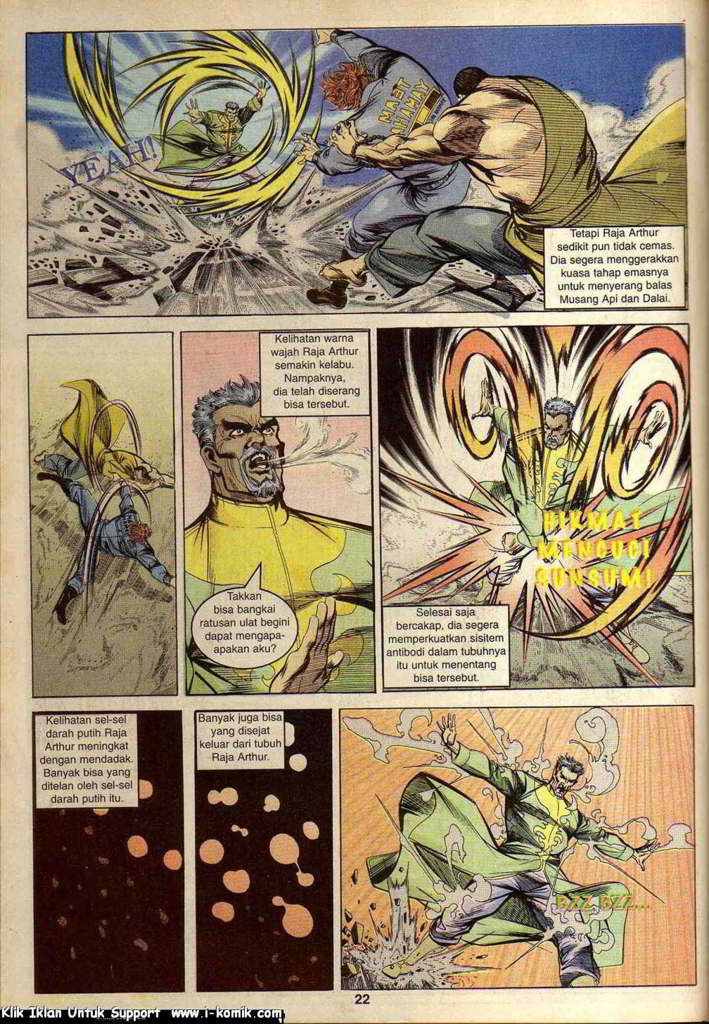 YEAH!
MABT
CHAMAY
Tetapi Raja Arthur
sedikit pun tidak cemas.
Dia segera menggerakkan
kuasa tahap emasnya
untuk menyerang balas
Musang Api dan Dalai.
Kelihatan warna
wajah Raja Arthur
semakin kelabu.
Nampaknya,
dia telah diserang
bisa tersebut.
Takkan
bisa bangkai
ratusan ulat begini
dapat mengapa-
apakan aku?
HIKMAT
MENCUCI
SUNSUM!
Selesai saja
bercakap, dia segera
memperkuatkan sisitem
antibodi dalam tubuhnya
itu untuk menentang
bisa tersebut.
Kelihatan sel-sel
darah putih Raja
Arthur meningkat
dengan mendadak.
Banyak bisa yang
ditelan oleh sel-sel
darah putih itu.
Banyak juga bisa
yang disejat
keluar dari tubuh
Raja Arthur.
BZZ BZZ...
22
Klik Iklan Untuk Support www.i-komik.com